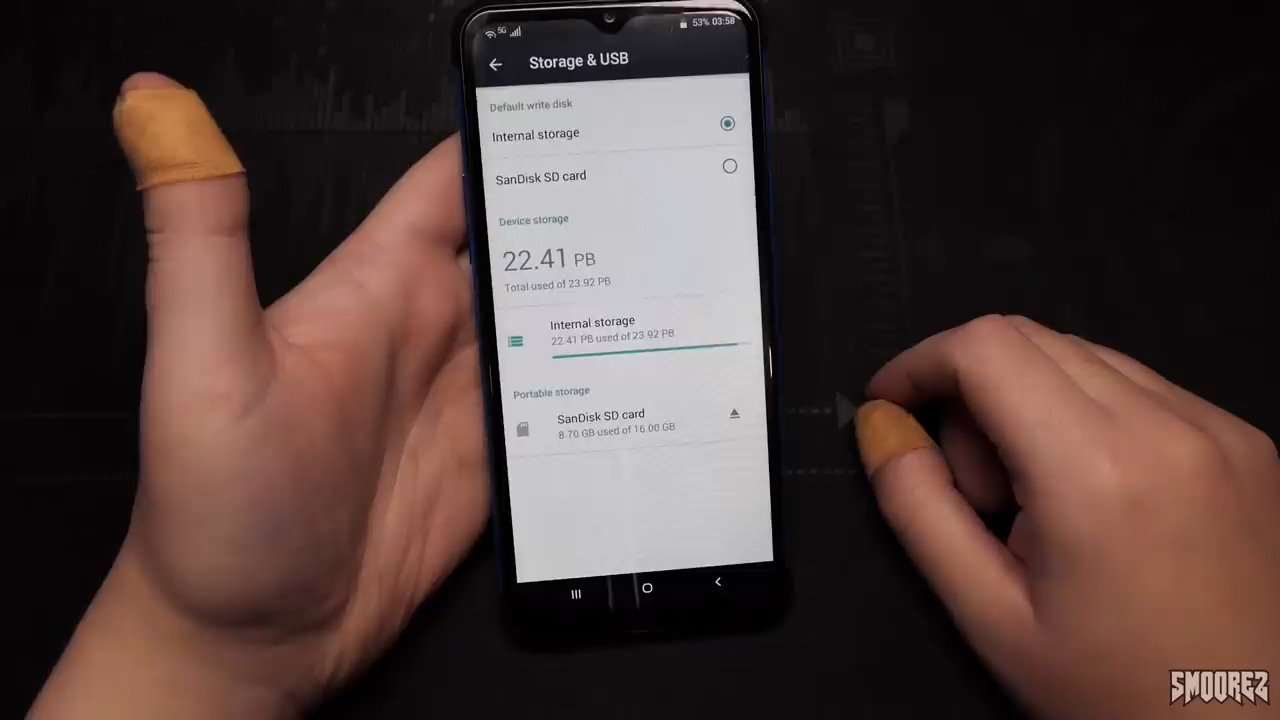 5G
53% 03:58
Storage & USB
Default write disk
Internal storage
SanDisk SD card
Device storage
22.41 PB
Total used of 23.92 PB
Internal storage
22.41 PB used of 23.92 PB
Portable storage
SanDisk SD card
8.70 GB used of 16.00 GB
SMOOREZ